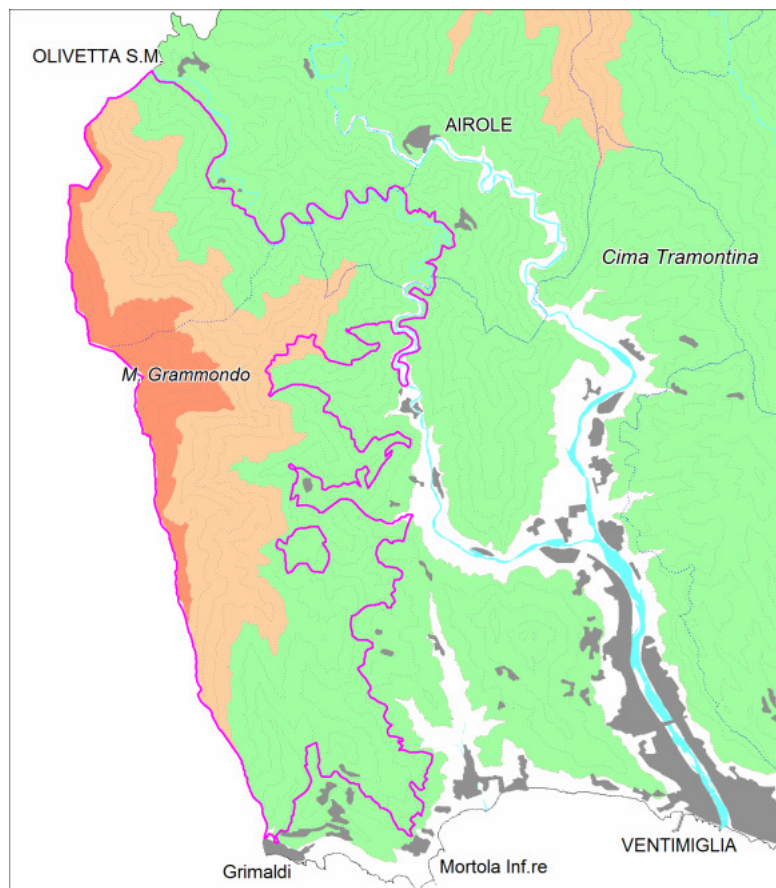 OLIVETTA S.M.
AIROLE
Cima Tramontina
M. Grammondo
VENTIMIGLIA
Grimaldi
Mortola Inf.re